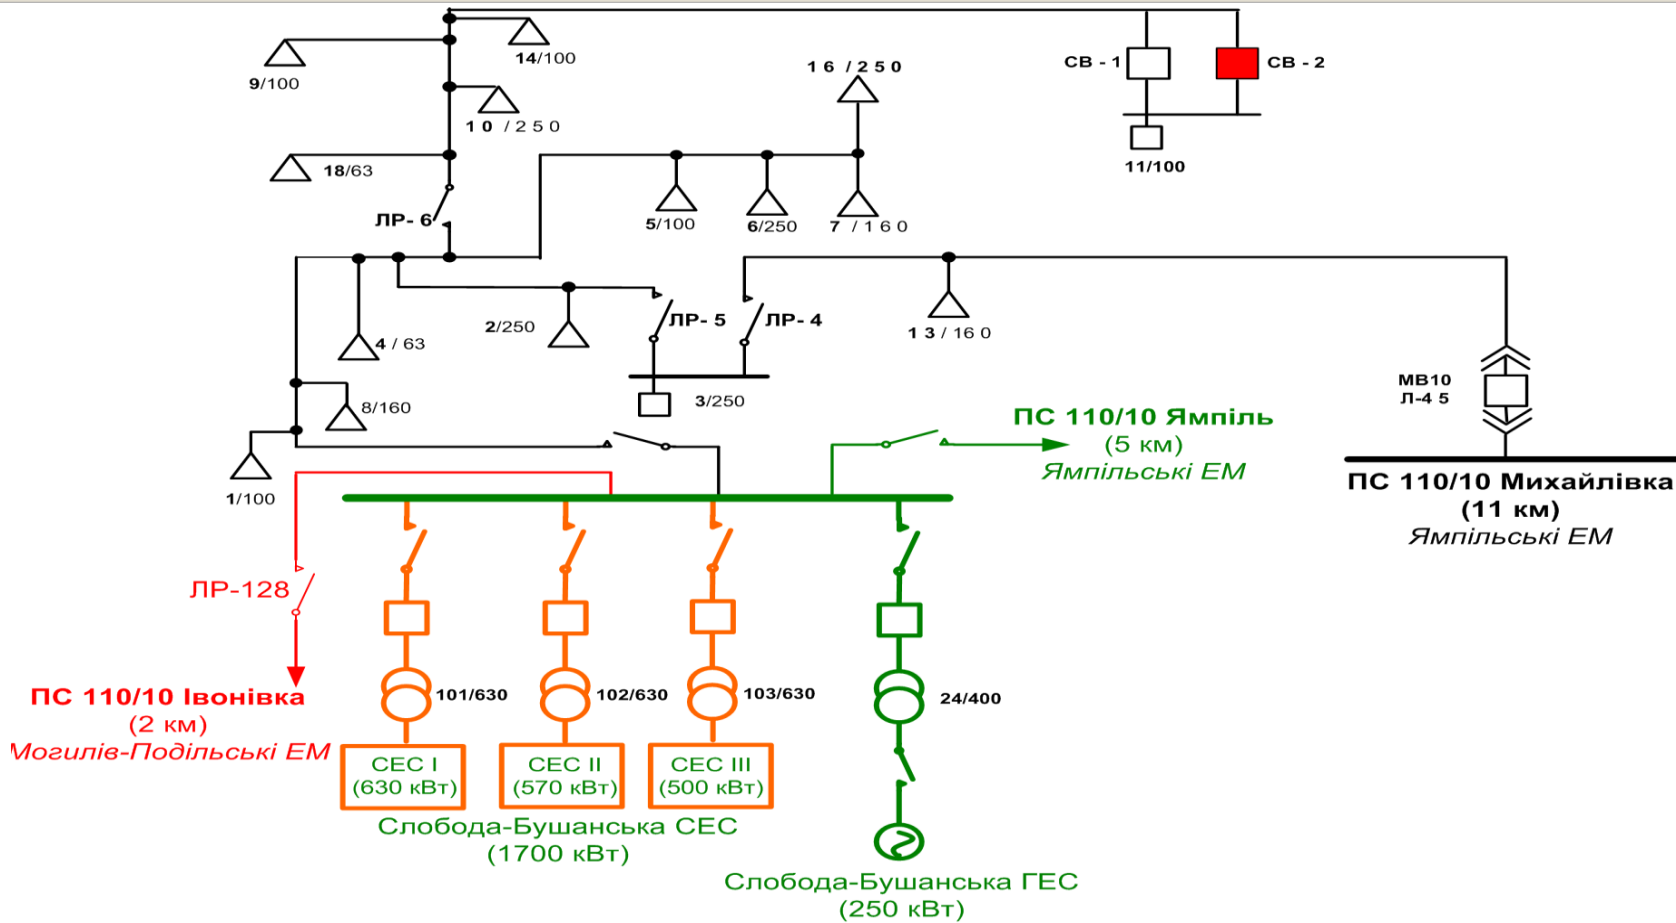 14/100
9/100
16 /250
СВ - 1
СВ - 2
10 /250
11/100
18/63
ЛР- 6
5/100
6/250
7 /160
2/250
ЛР- 5
ЛР- 4
13/160
4 / 63
МВ10
Л-4 5
3/250
8/160
ПС 110/10 Ямпіль
(5 км)
Ямпільські ЕМ
1/100
ПС 110/10 Михайлівка
(11 км)
Ямпільські ЕМ
ЛР-128
ПС 110/10 Івонівка
(2 км)
Могилів-Подільські ЕМ
101/630
102/630
103/630
24/400
СЕС I
(630 кВт)
СЕС II
(570 кВт)
СЕС III
(500 кВт)
Слобода-Бушанська СЕС
(1700 кВт)
Слобода-Бушанська ГЕС
(250 кВт)